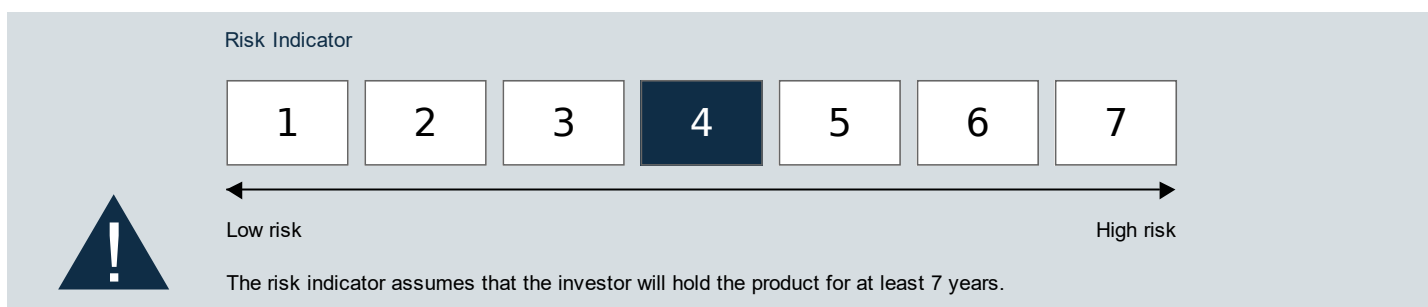 Risk Indicator
1 2 3 4 5 6 7
Low risk High risk
!
The risk indicator assumes that the investor will hold the product for at least 7 years.